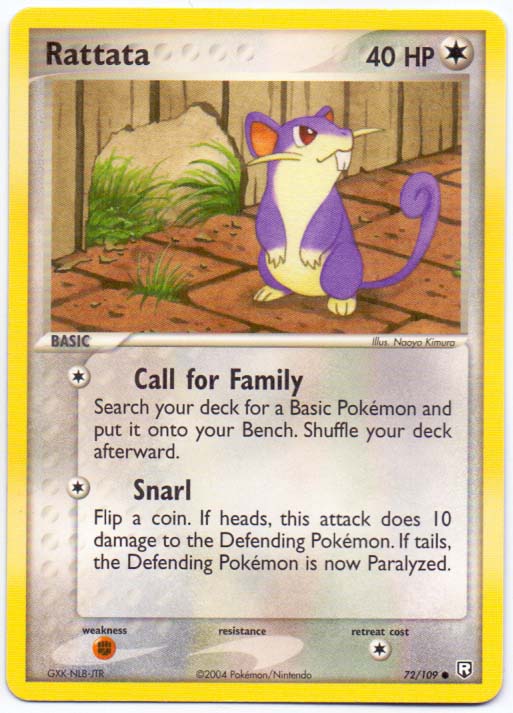 Rattata 40 HP
BASIC Illus. Naoyo Kimura
Call for Family
Search your deck for a Basic Pokémon and
put it onto your Bench. Shuffle your deck
afterward.
Snarl
Flip a coin. If heads, this attack does 10
damage to the Defending Pokémon. If tails,
the Defending Pokémon is now Paralyzed.
weakness resistance retreat cost
GXK-NLB-JTR ©2004 Pokémon/Nintendo 72/109 ● R